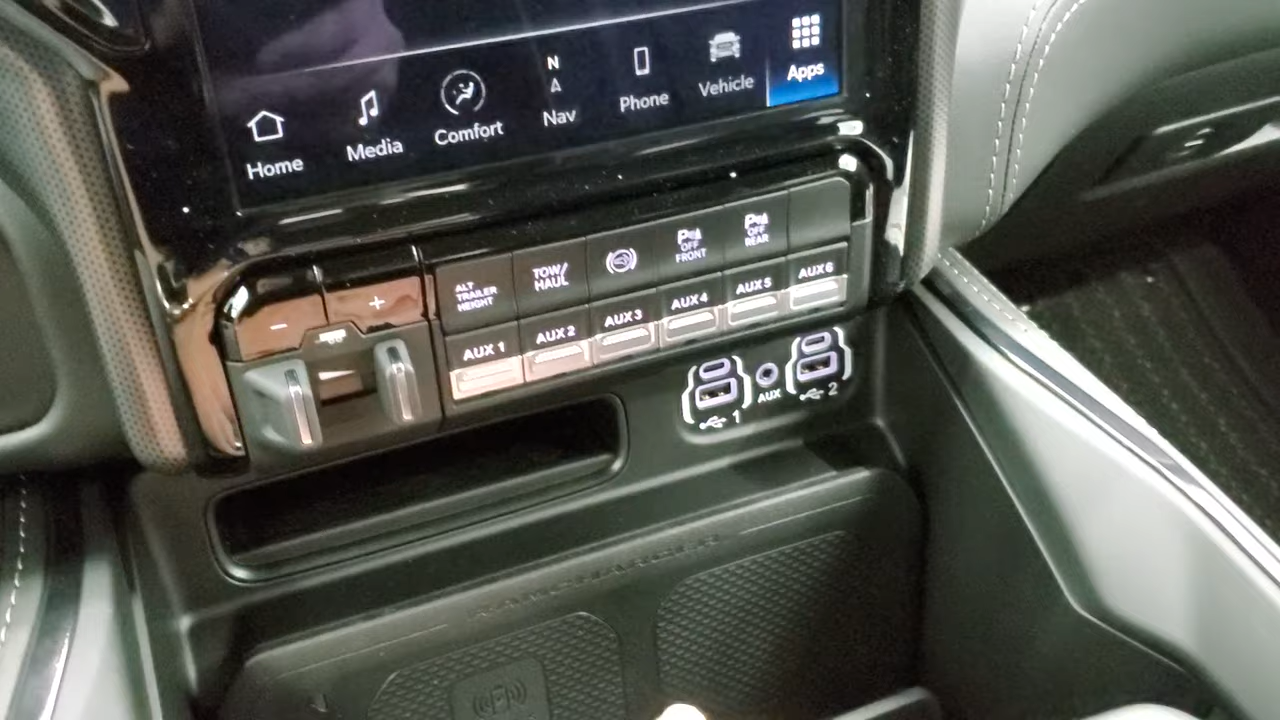 Home
Media
Comfort
N
Nav
Phone
Vehicle
Apps
−
+
ALT
TRAILER
HEIGHT
TOW/
HAUL
P
OFF
FRONT
P
OFF
REAR
AUX 1
AUX 2
AUX 3
AUX 4
AUX 5
AUX 6
1
AUX
2